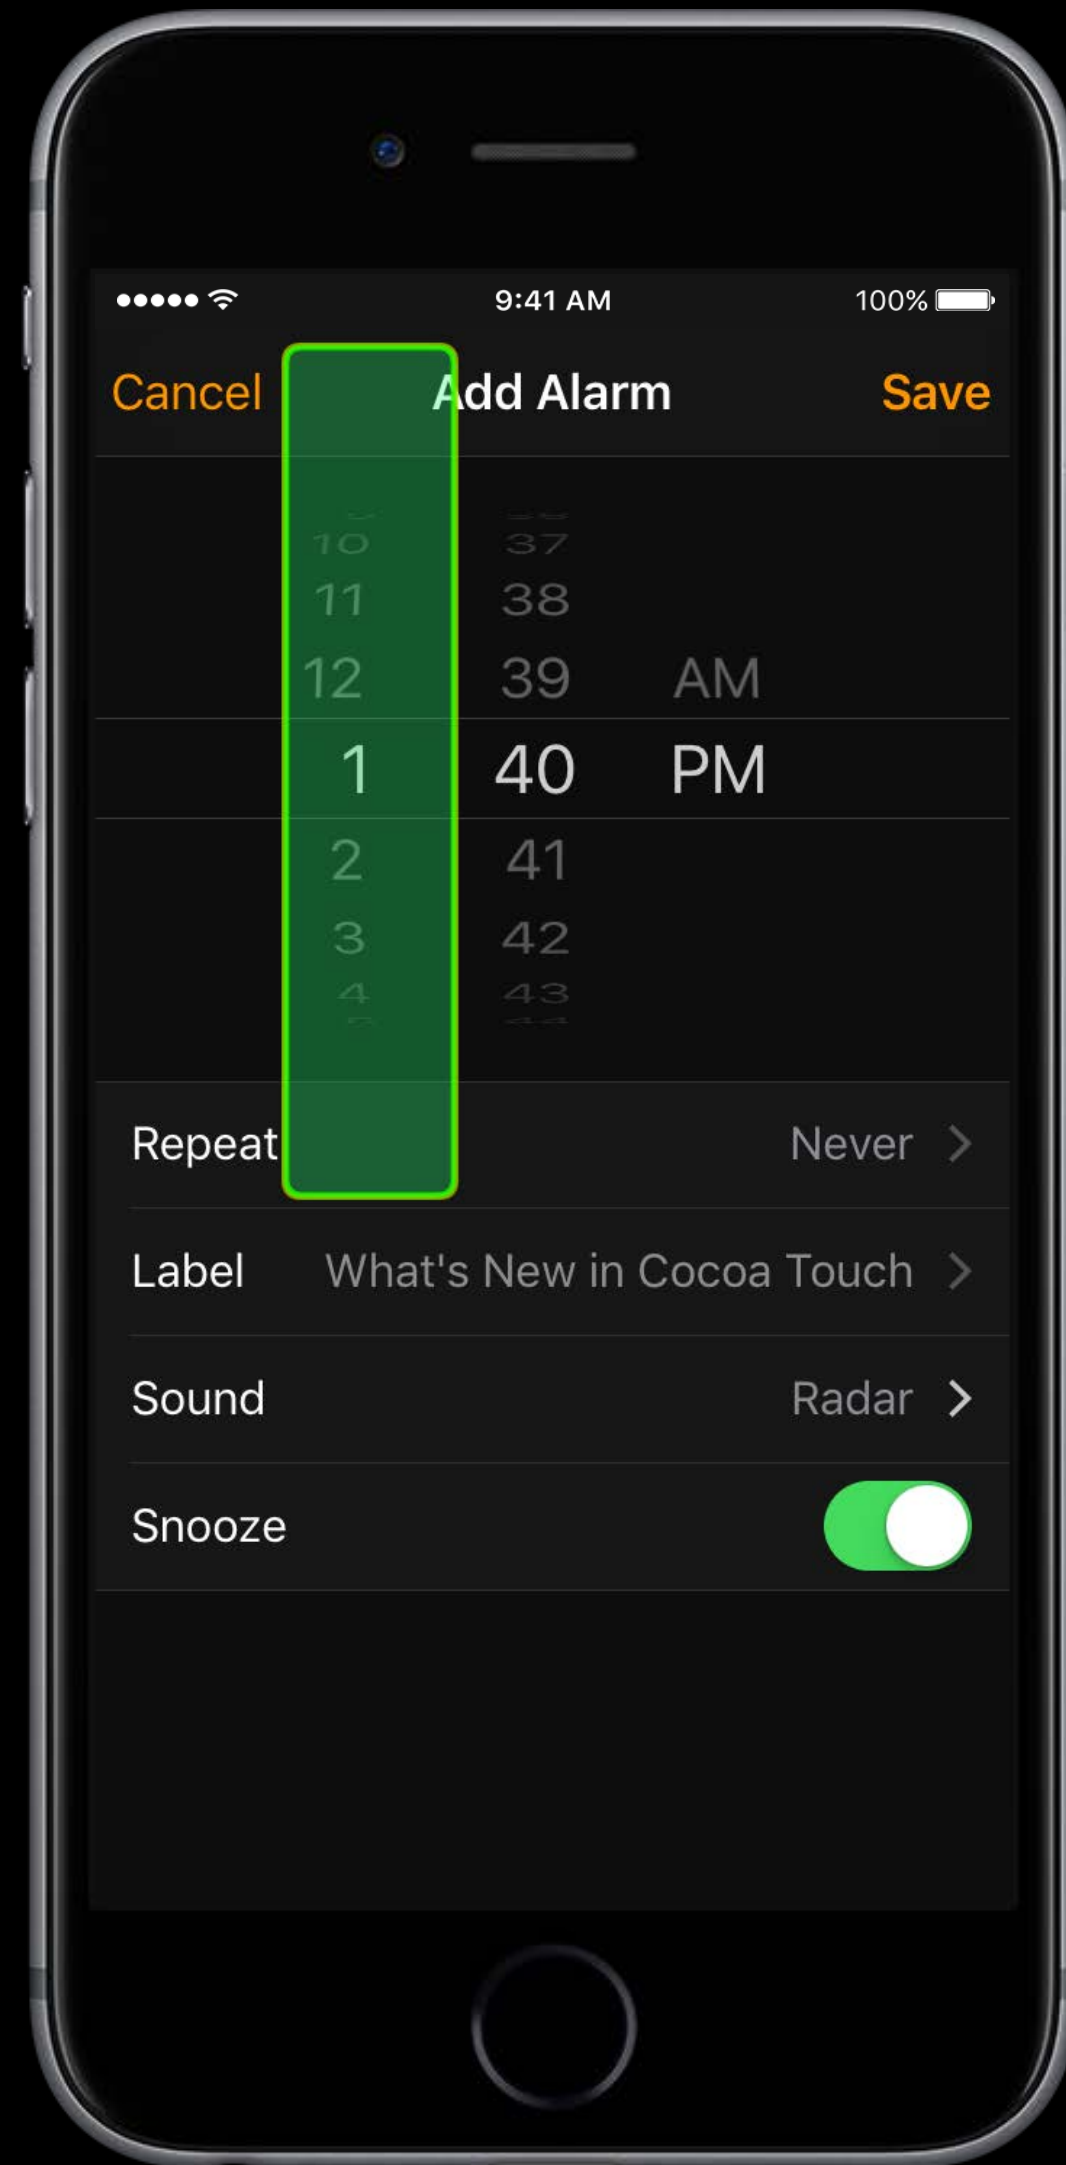 9:41 AM 100%
Cancel Add Alarm Save
10 37
11 38
12 39 AM
1 40 PM
2 41
3 42
4 43
Repeat Never
Label What's New in Cocoa Touch
Sound Radar
Snooze